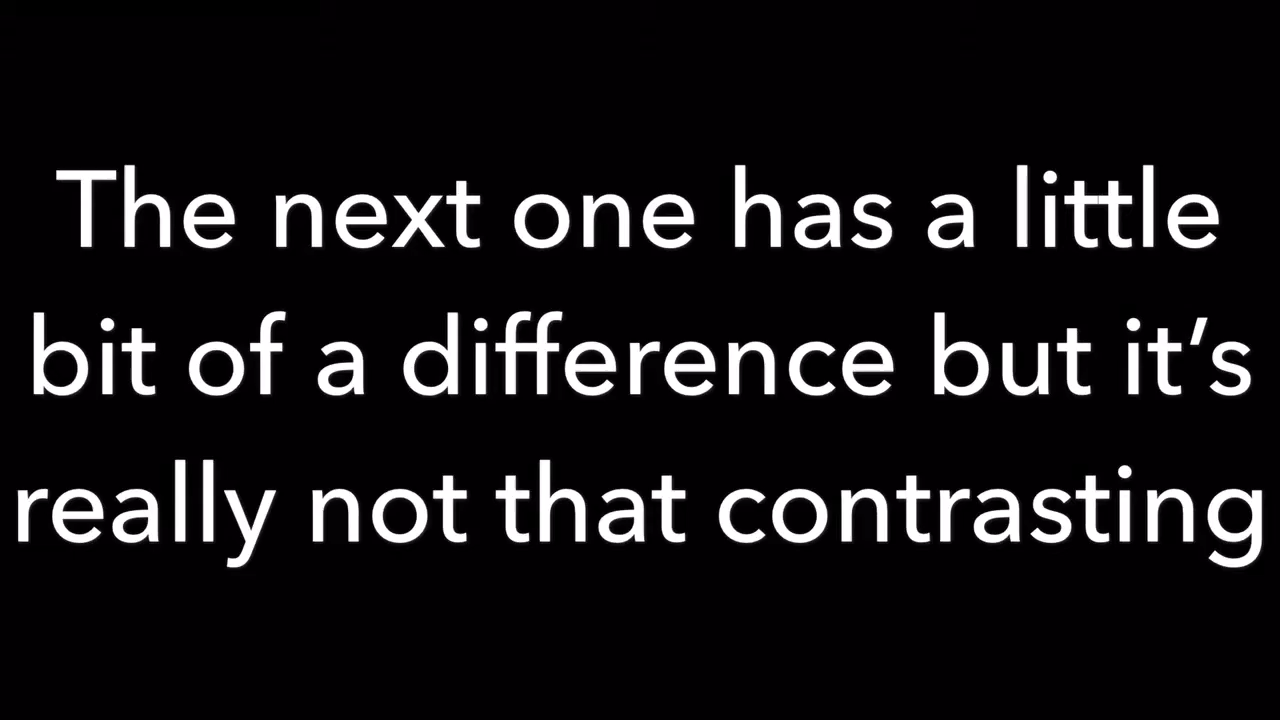 The next one has a little
bit of a difference but it’s
really not that contrasting